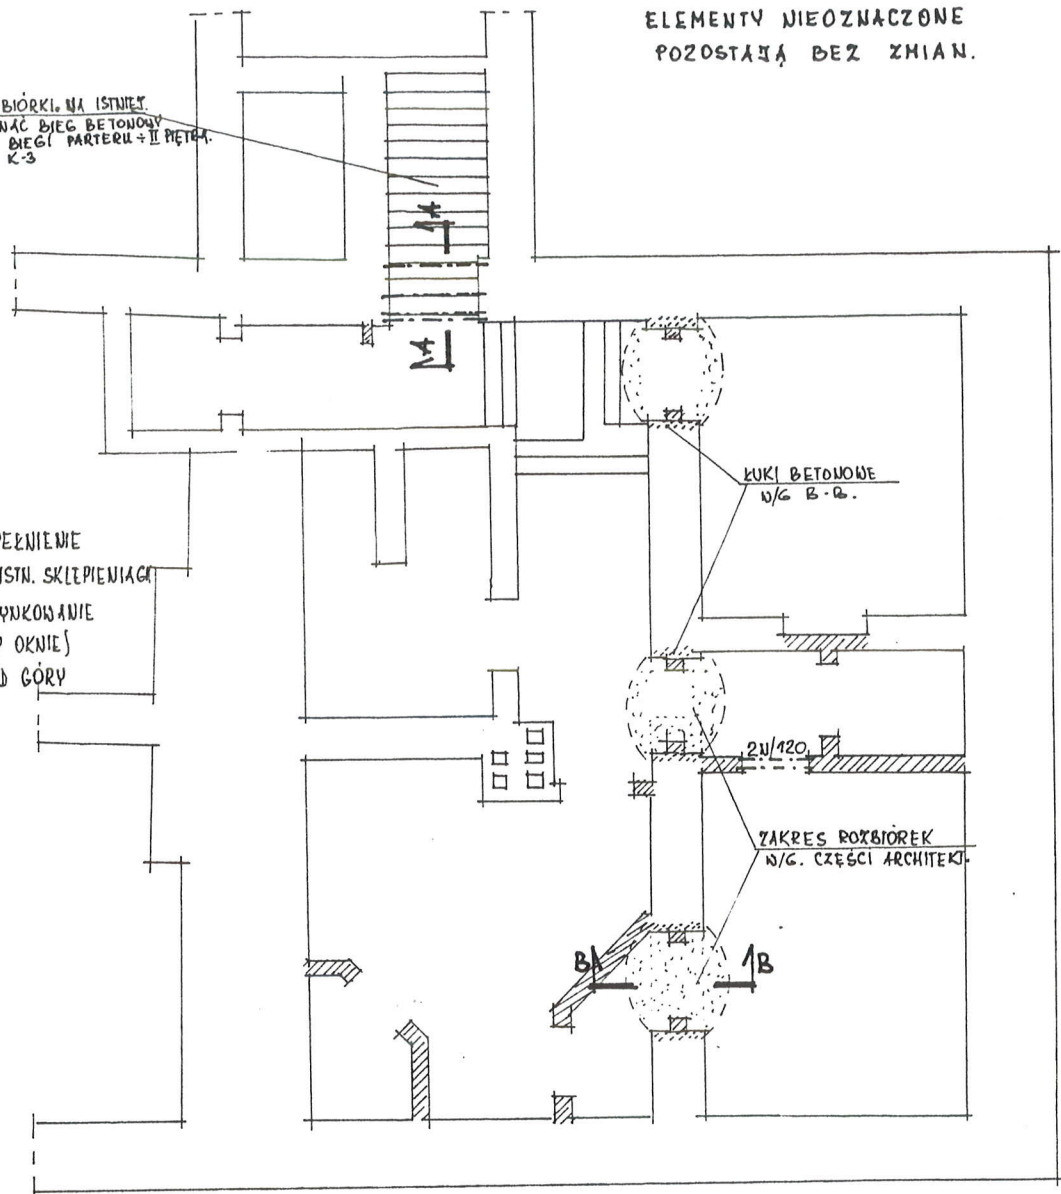 ELEMENTY NIEOZNACZONE
POZOSTAJĄ BEZ ZMIAN.
BIÓRKI. NA ISTNIEJ.
NAĆ BIEG BETONOWY
BIEGI PARTERU ÷ II PIĘTRA.
K-3
A
A
ŁUKI BETONOWE
W/G B-B.
PEŁNIENIE
ISTN. SKLEPIENIACH
YNKOWANIE
P OKNIE)
D GÓRY
2N/120
ZAKRES ROZBIÓREK
W/G. CZĘŚCI ARCHITEKT.
B
B